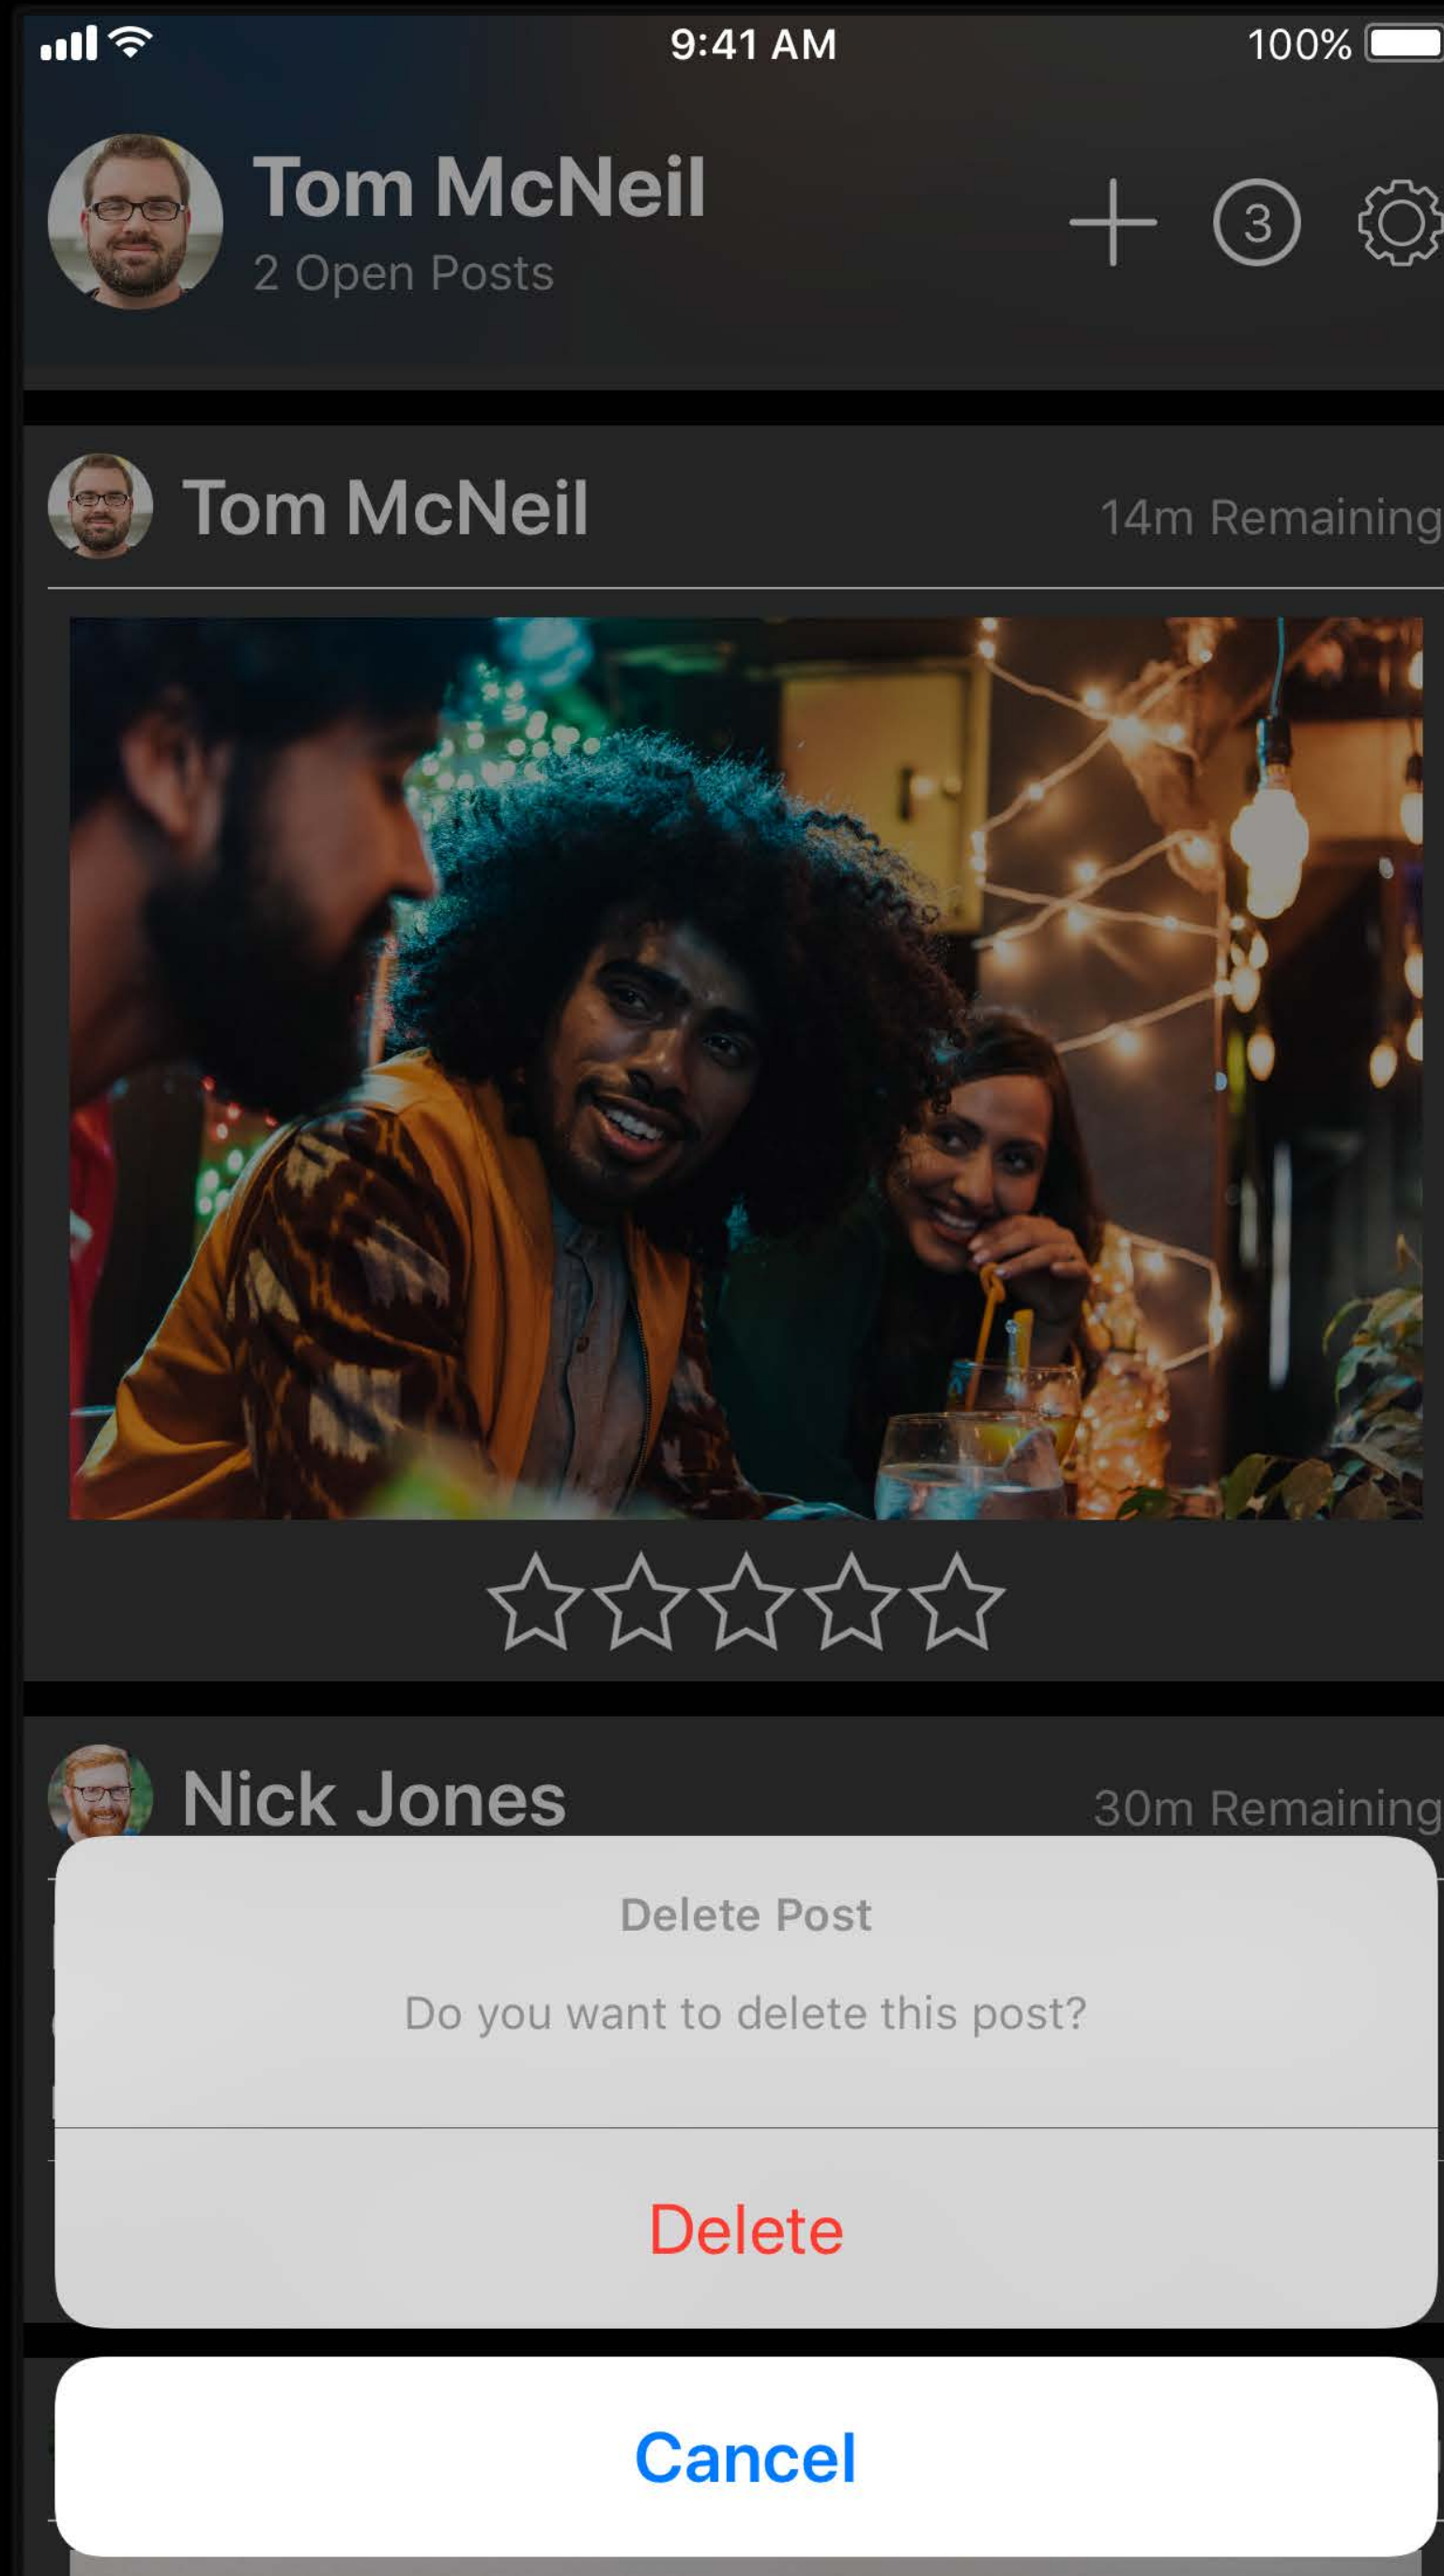 9:41 AM
100%
Tom McNeil
2 Open Posts
3
Tom McNeil
14m Remaining
Nick Jones
30m Remaining
Delete Post
Do you want to delete this post?
Delete
Cancel